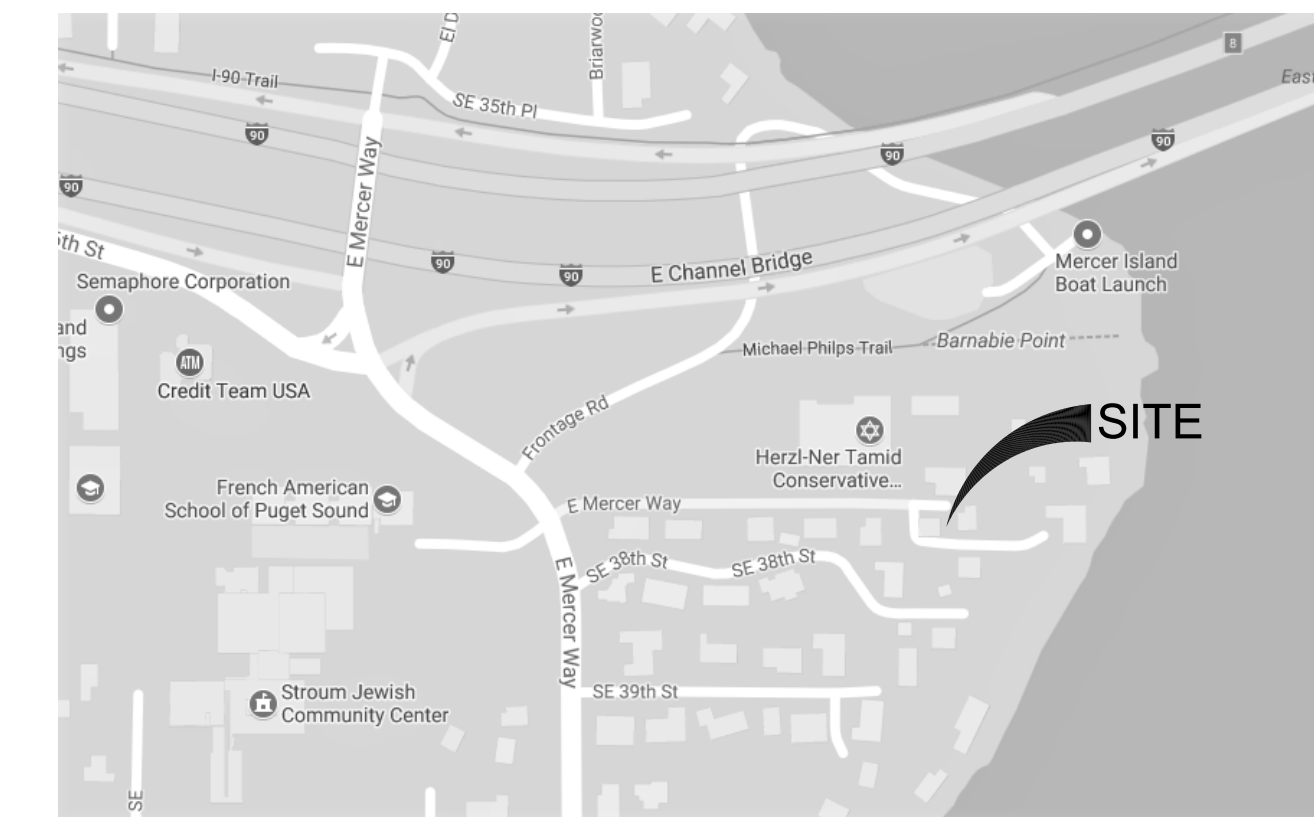 El D
Briarwoo
8
East
I-90 Trail
SE 35th Pl
90
90
90
90
E Mercer Way
5th St
90
90
E Channel Bridge
Mercer Island
Boat Launch
Semaphore Corporation
and
ngs
ATM
Credit Team USA
Michael Philps Trail
Barnabie Point
Frontage Rd
SITE
Herzl-Ner Tamid
Conservative...
French American
School of Puget Sound
E Mercer Way
SE 38th St
SE 38th St
E Mercer Way
SE 39th St
Stroum Jewish
Community Center
SE